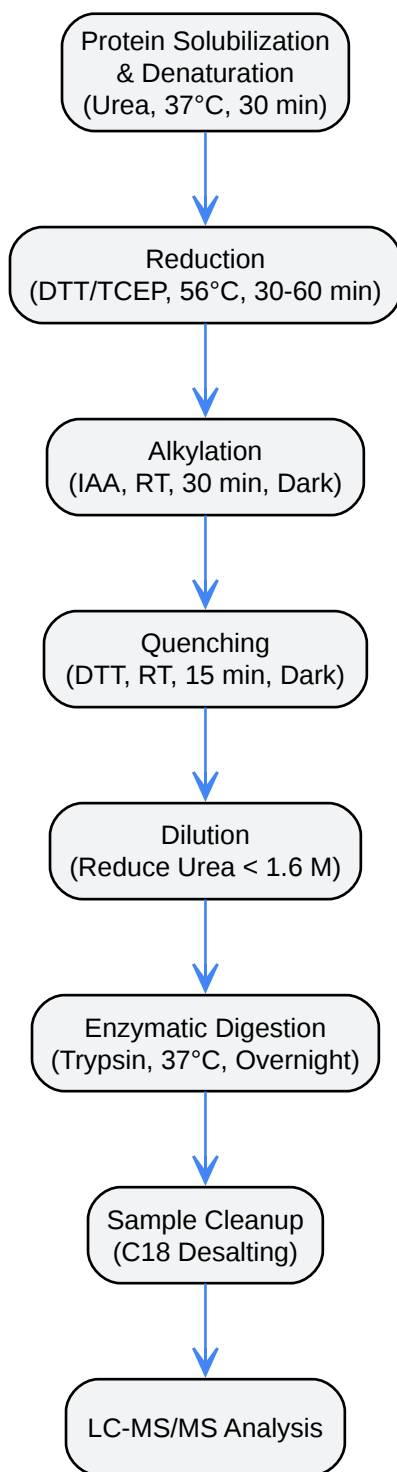 Protein Solubilization
& Denaturation
(Urea, 37°C, 30 min)
Reduction
(DTT/TCEP, 56°C, 30-60 min)
Alkylation
(IAA, RT, 30 min, Dark)
Quenching
(DTT, RT, 15 min, Dark)
Dilution
(Reduce Urea < 1.6 M)
Enzymatic Digestion
(Trypsin, 37°C, Overnight)
Sample Cleanup
(C18 Desalting)
LC-MS/MS Analysis